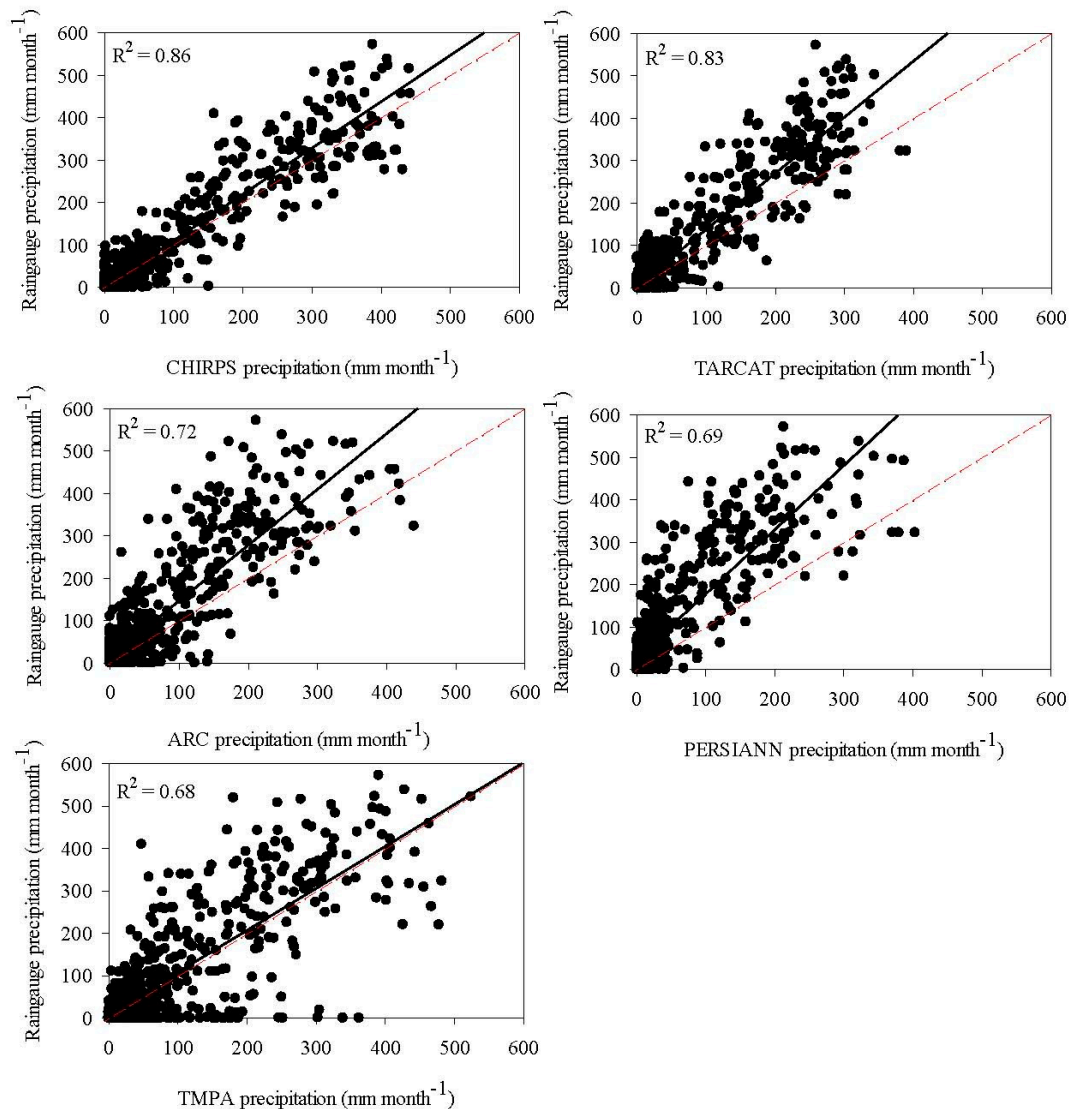 Raingauge precipitation (mm month-1)
600
500
400
300
200
100
0
R2 = 0.86
0 100 200 300 400 500 600
CHIRPS precipitation (mm month-1)
Raingauge precipitation (mm month-1)
600
500
400
300
200
100
0
R2 = 0.83
0 100 200 300 400 500 600
TARCAT precipitation (mm month-1)
Raingauge precipitation (mm month-1)
600
500
400
300
200
100
0
R2 = 0.72
0 100 200 300 400 500 600
ARC precipitation (mm month-1)
Raingauge precipitation (mm month-1)
600
500
400
300
200
100
0
R2 = 0.69
0 100 200 300 400 500 600
PERSIANN precipitation (mm month-1)
Raingauge precipitation (mm month-1)
600
500
400
300
200
100
0
R2 = 0.68
0 100 200 300 400 500 600
TMPA precipitation (mm month-1)